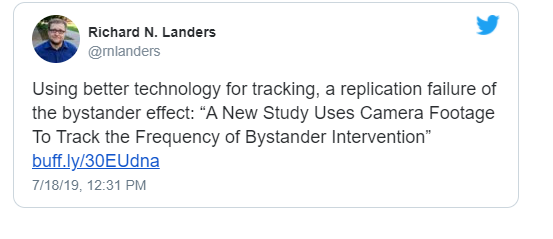 Richard N. Landers
@rnlanders
Using better technology for tracking, a replication failure of
the bystander effect: “A New Study Uses Camera Footage
To Track the Frequency of Bystander Intervention”
buff.ly/30EUdna
7/18/19, 12:31 PM